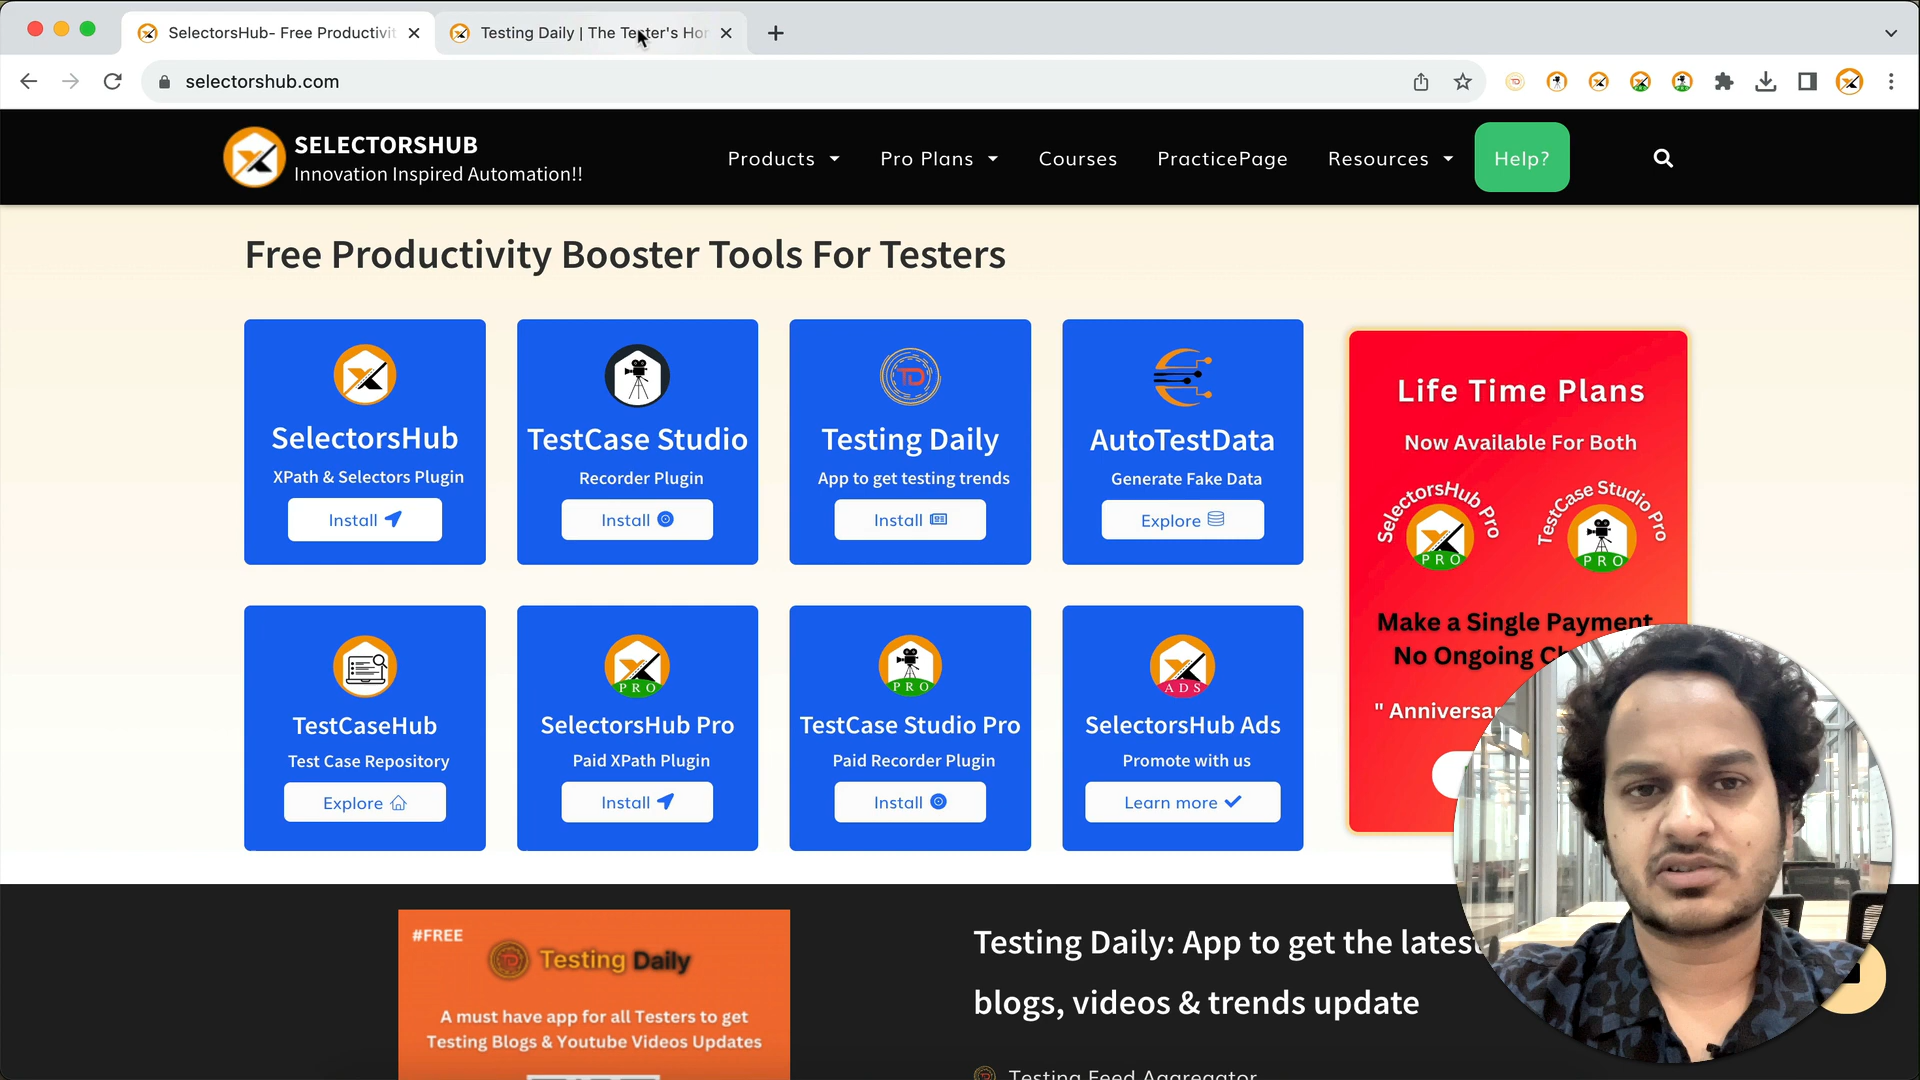 SelectorsHub- Free Productivit
Testing Daily | The Tester's Hor
selectorshub.com
SELECTORSHUB
Innovation Inspired Automation!!
Products
Pro Plans
Courses
PracticePage
Resources
Help?
Free Productivity Booster Tools For Testers
SelectorsHub
XPath & Selectors Plugin
Install
TestCase Studio
Recorder Plugin
Install
TD
Testing Daily
App to get testing trends
Install
AutoTestData
Generate Fake Data
Explore
TestCaseHub
Test Case Repository
Explore
PRO
SelectorsHub Pro
Paid XPath Plugin
Install
PRO
TestCase Studio Pro
Paid Recorder Plugin
Install
ADS
SelectorsHub Ads
Promote with us
Learn more
Life Time Plans
Now Available For Both
SelectorsHub Pro
PRO
TestCase Studio Pro
PRO
Make a Single Payment
No Ongoing
" Anniversar
#FREE
Testing Daily
A must have app for all Testers to get
Testing Blogs & Youtube Videos Updates
Testing Daily: App to get the latest
blogs, videos & trends update
Testing Feed Aggregator